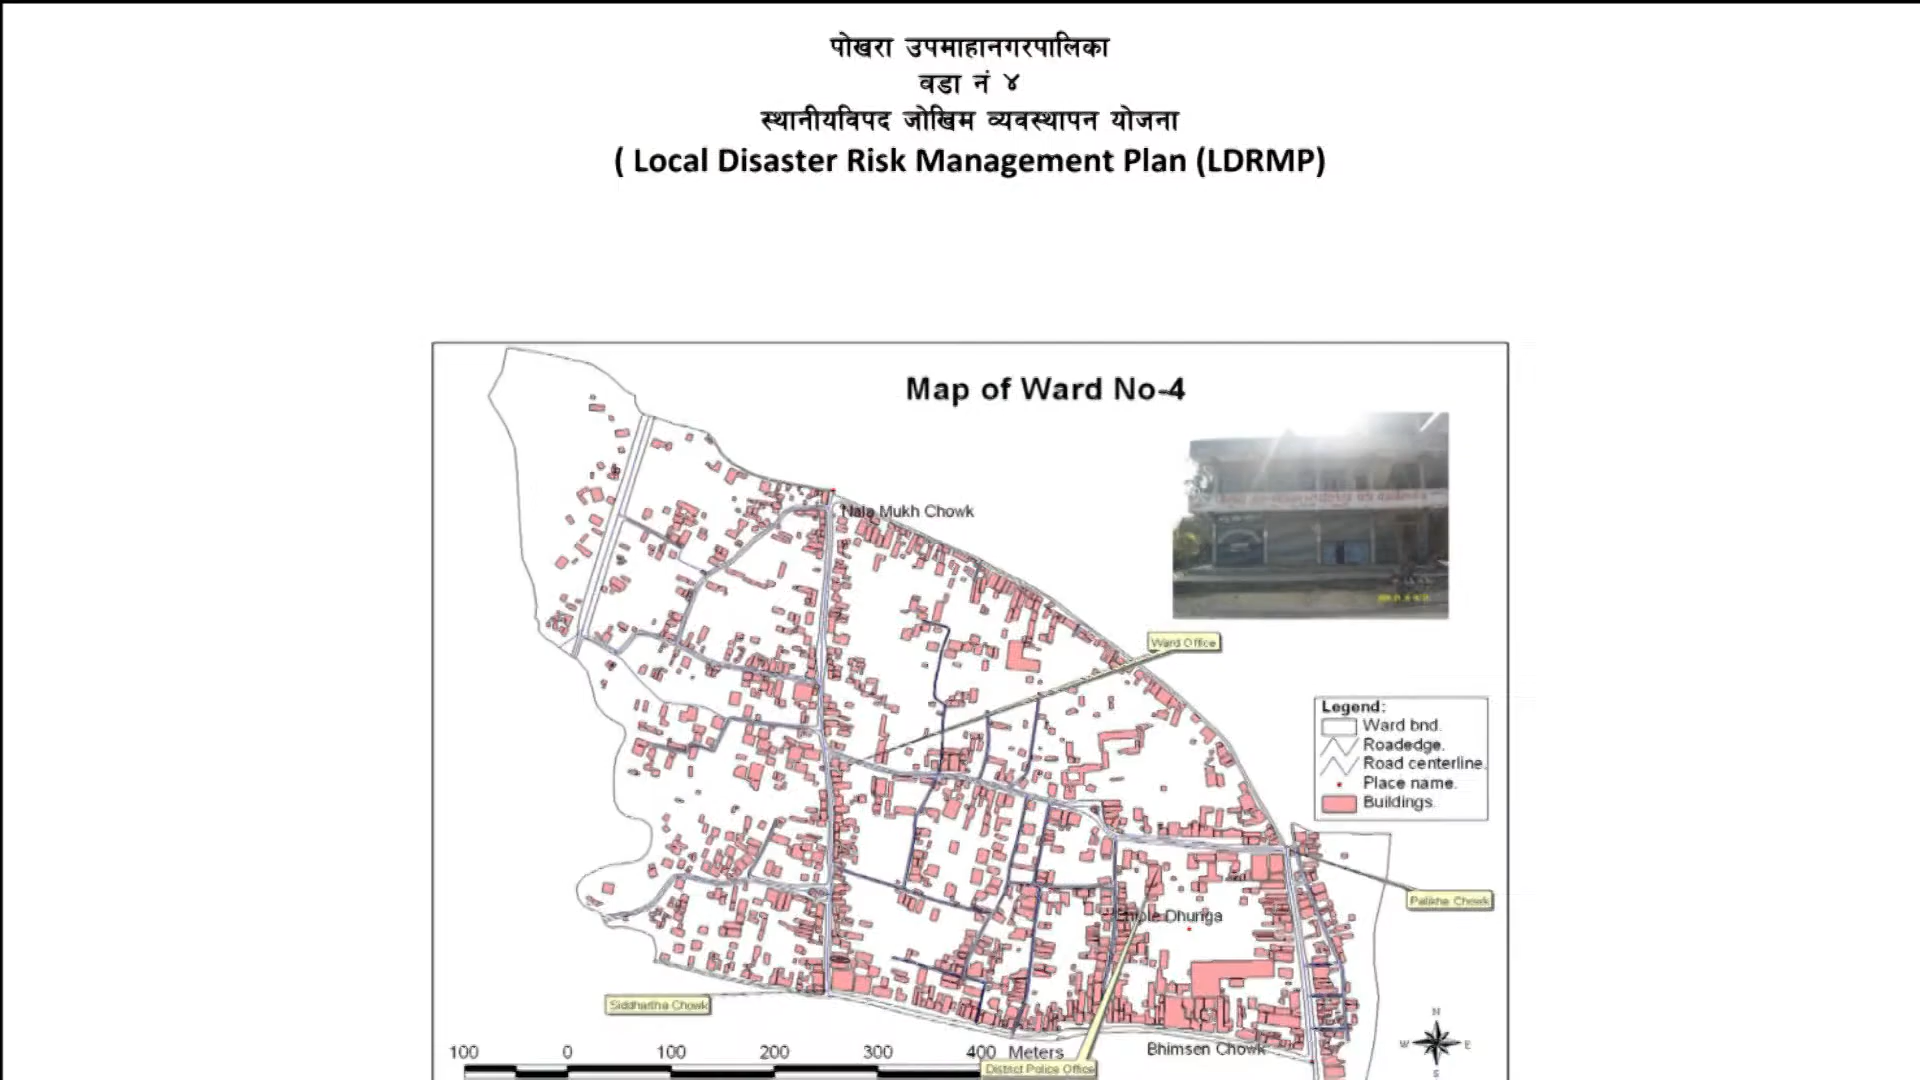 पोखरा उपमाहानगरपालिका
वडा नं ४
स्थानीयविपद जोखिम व्यवस्थापन योजना
( Local Disaster Risk Management Plan (LDRMP)
Map of Ward No-4
Nala Mukh Chowk
Ward Office
Legend:
Ward bnd.
Roadedge.
Road centerline.
Place name.
Buildings.
Palikha Chowk
Dhunga
Siddhartha Chowk
100 0 100 200 300 400 Meters
Bhimsen Chowk
District Police Office
N
W E
S